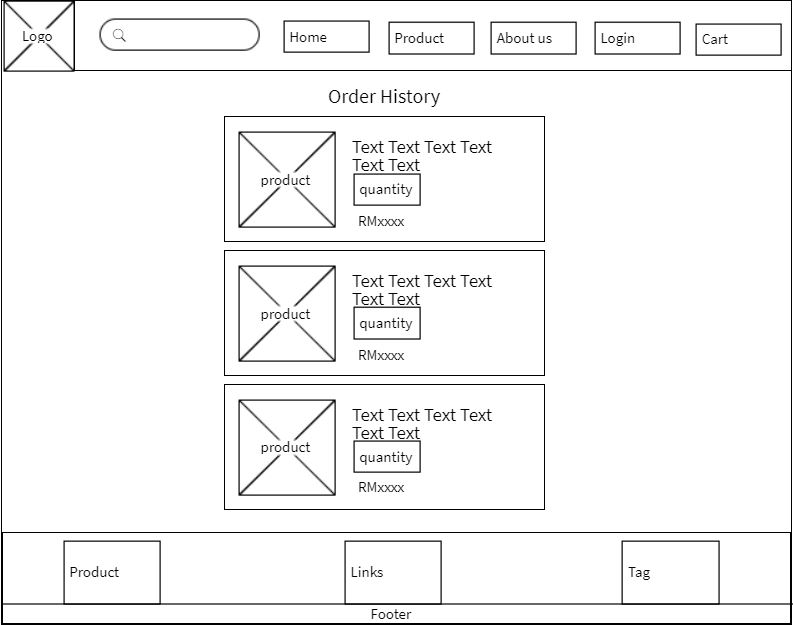 Logo
Home
Product
About us
Login
Cart
Order History
product
Text Text Text Text
Text Text
quantity
RMxxxx
product
Text Text Text Text
Text Text
quantity
RMxxxx
product
Text Text Text Text
Text Text
quantity
RMxxxx
Product
Links
Tag
Footer